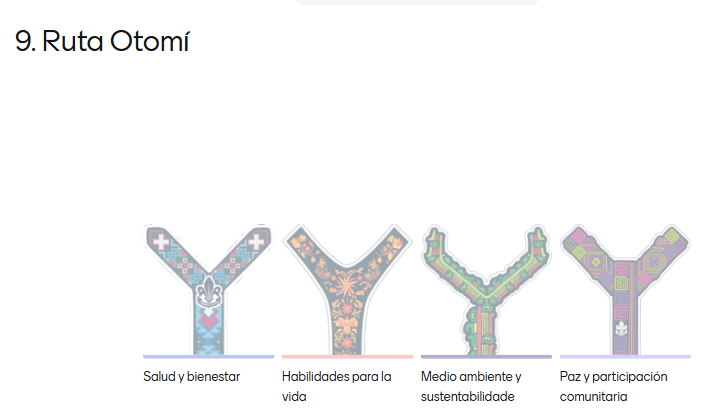 9. Ruta Otomí
Salud y bienestar
Habilidades para la
vida
Medio ambiente y
sustentabilidade
Paz y participación
comunitaria